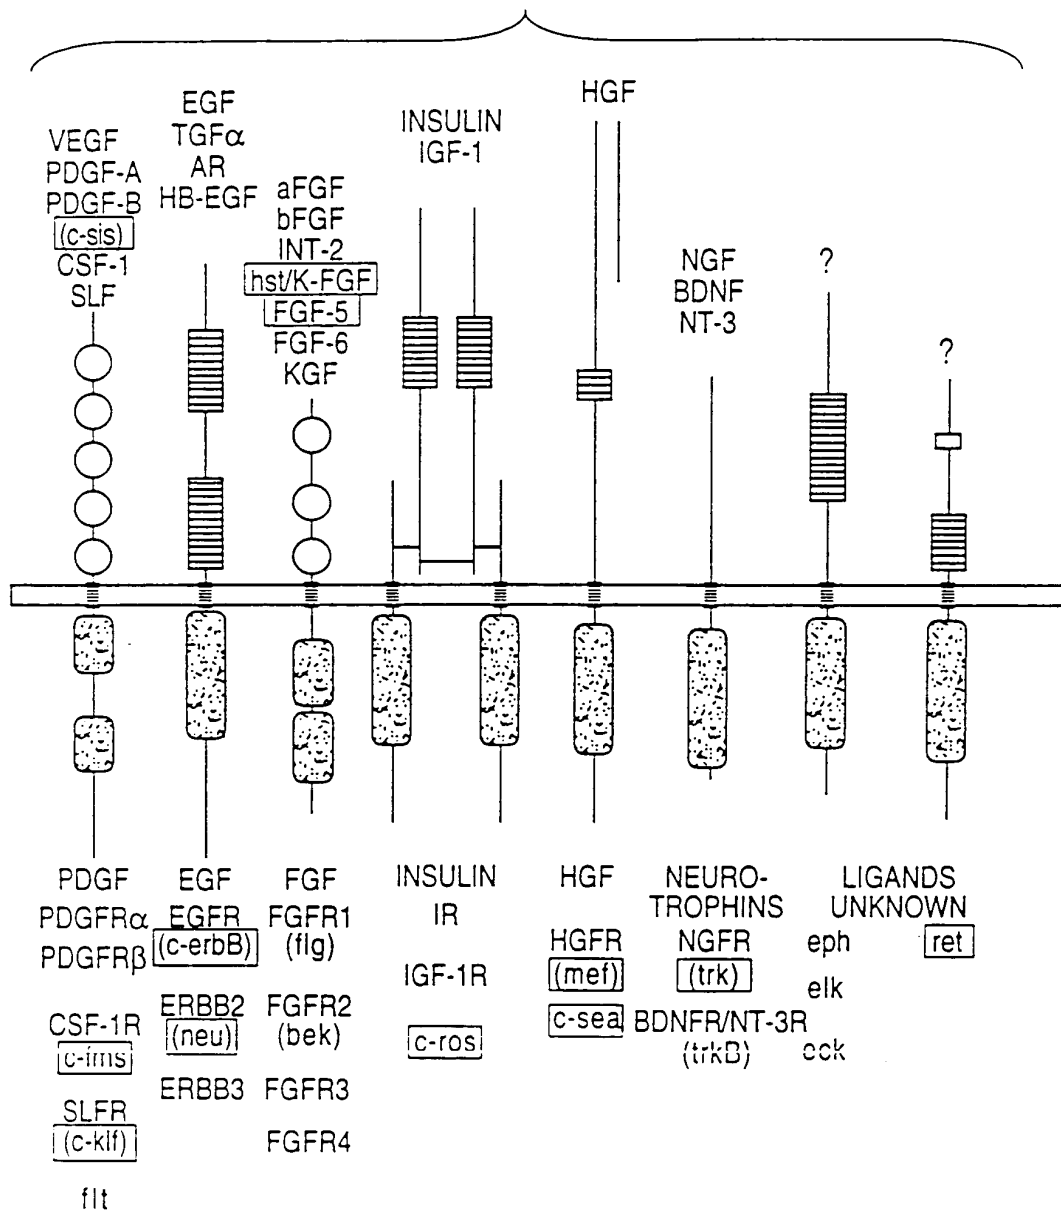 VEGF
PDGF-A
PDGF-B
(c-sis)
CSF-1
SLF
EGF
TGFα
AR
HB-EGF
aFGF
bFGF
INT-2
hst/K-FGF
FGF-5
FGF-6
KGF
INSULIN
IGF-1
HGF
NGF
BDNF
NT-3
?
?
PDGF
PDGFRα
PDGFRβ
CSF-1R
(c-fms)
SLFR
(c-kif)
flt
EGF
EGFR
(c-erbB)
ERBB2
(neu)
ERBB3
FGF
FGFR1
(flg)
FGFR2
(bek)
FGFR3
FGFR4
INSULIN
IR
IGF-1R
c-ros
HGF
HGFR
(mef)
c-sea
NEURO-
TROPHINS
NGFR
(trk)
BDNFR/NT-3R
(trkB)
LIGANDS
UNKNOWN
eph
elk
eck
ret